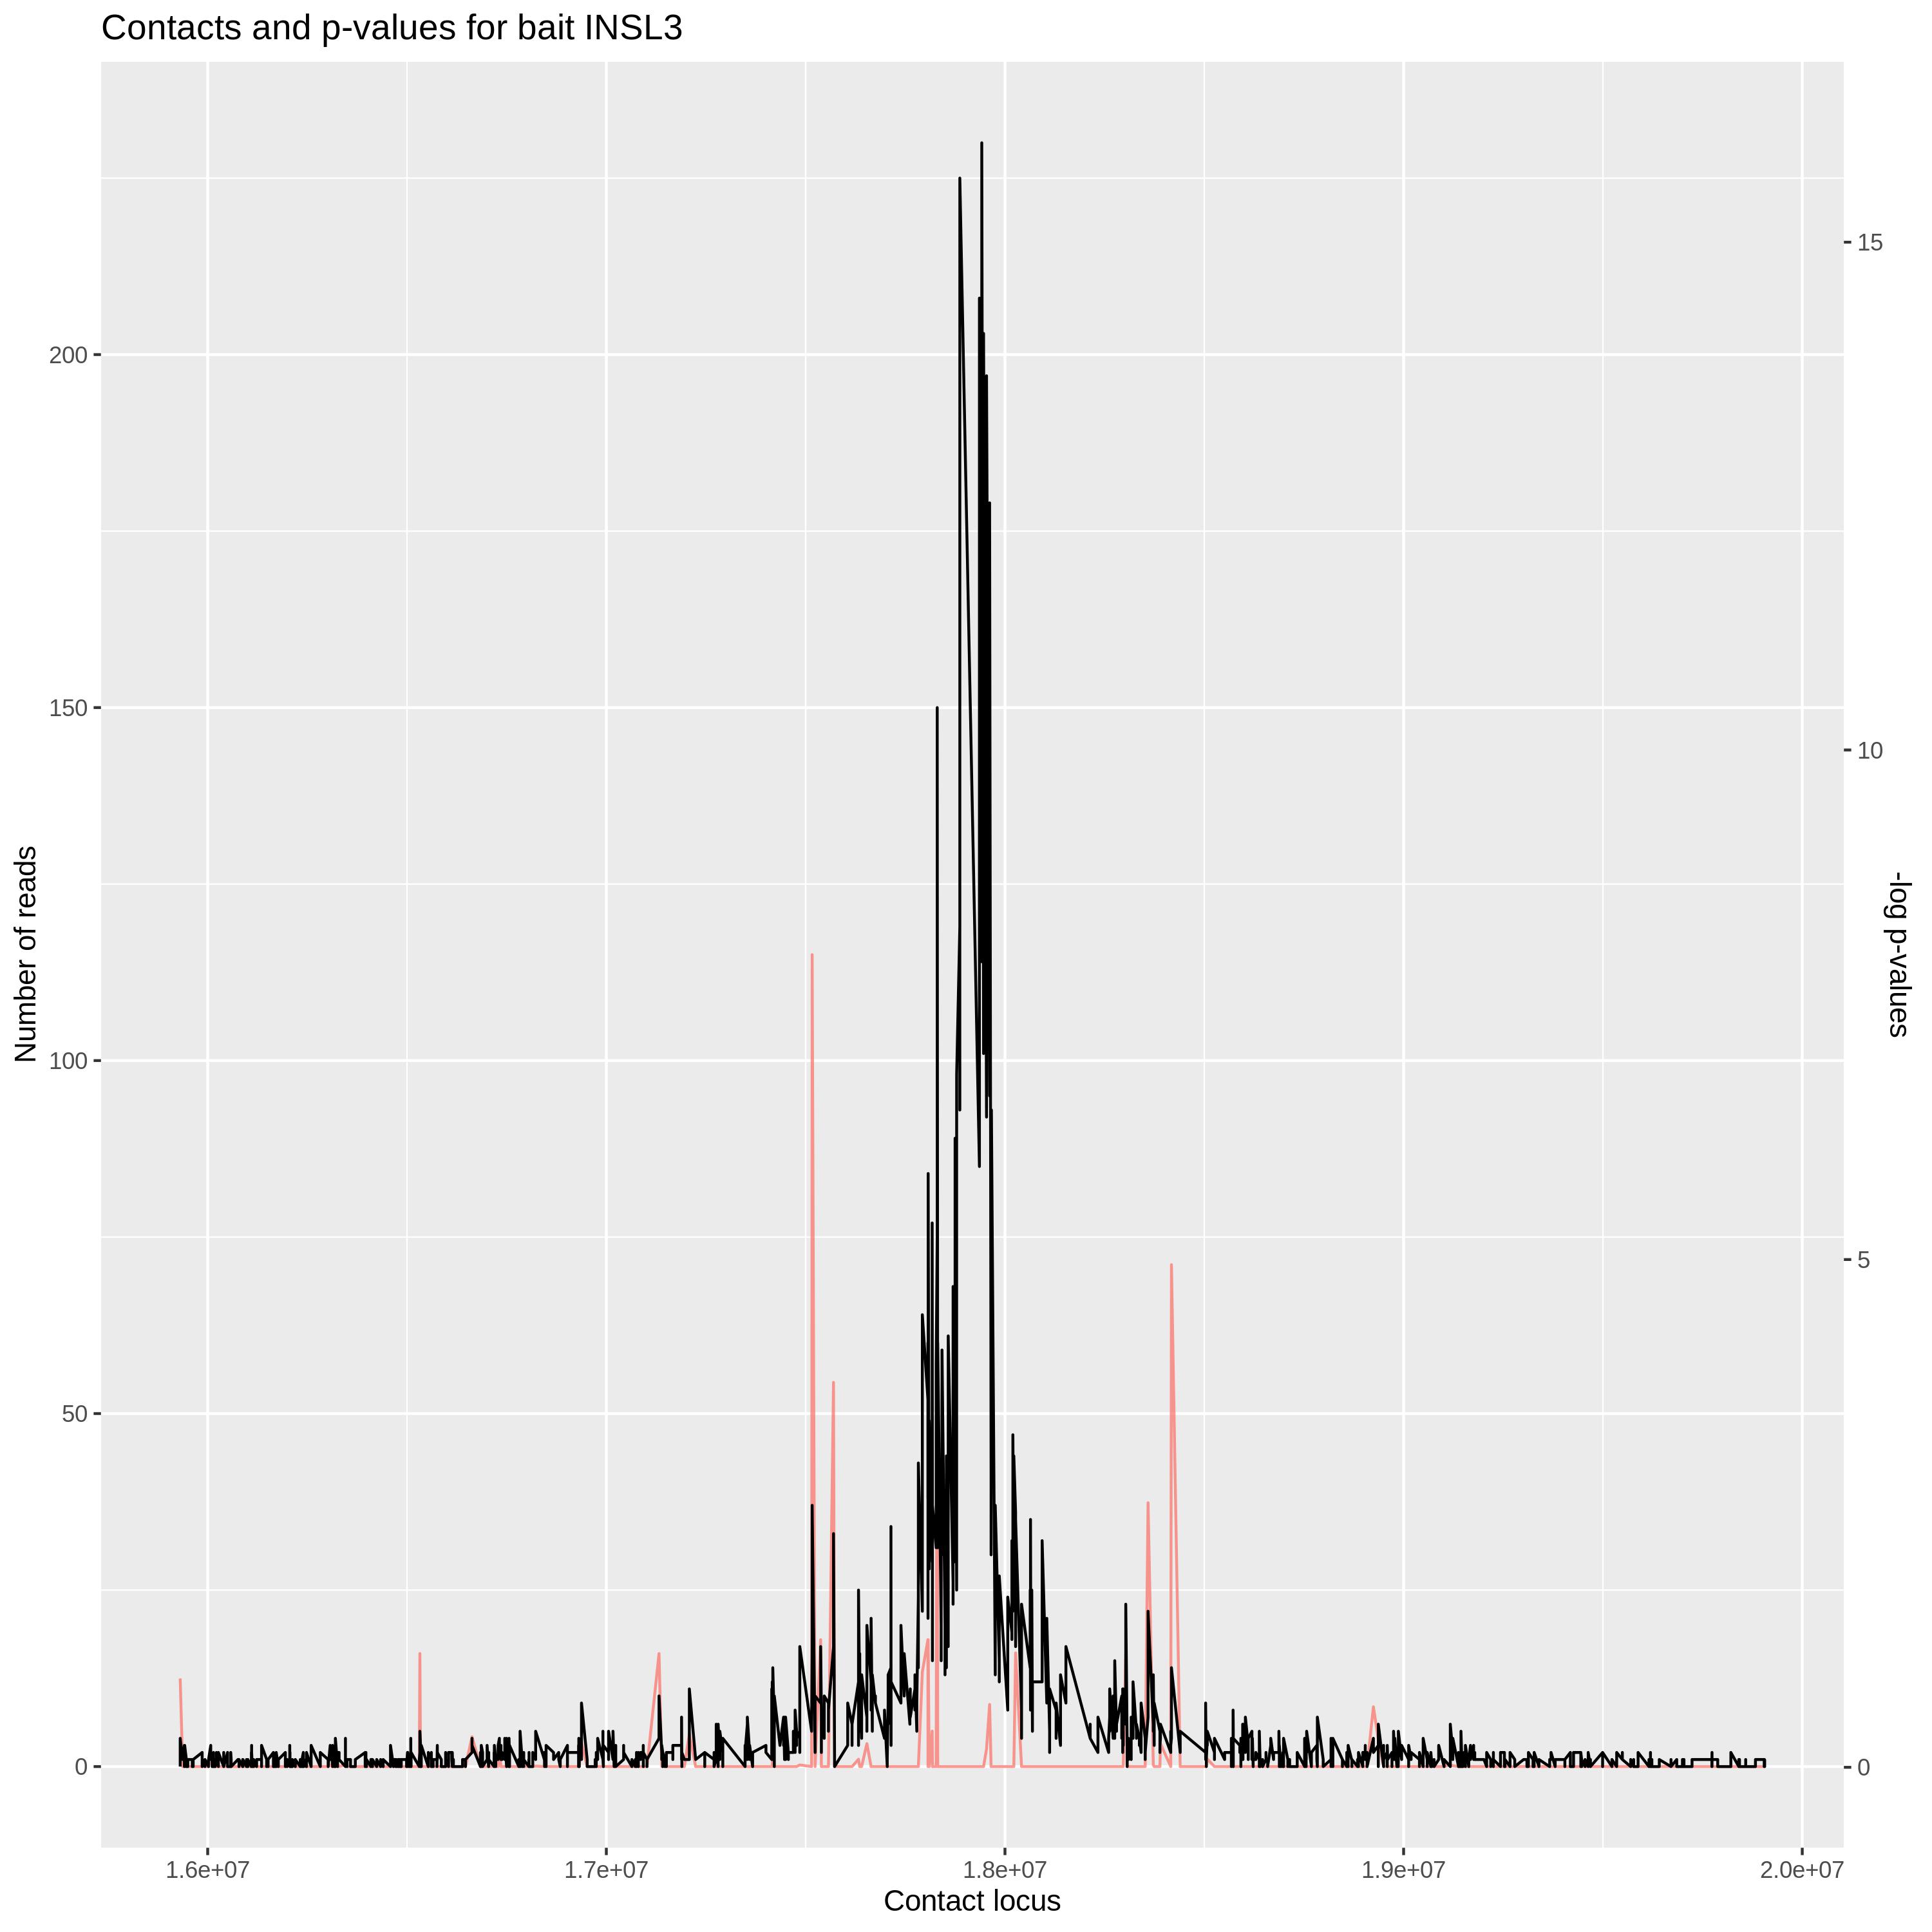 Contacts and p-values for bait INSL3
Number of reads
200
150
100
50
0
15
10
5
0
-log p-values
1.6e+07
1.7e+07
1.8e+07
1.9e+07
2.0e+07
Contact locus